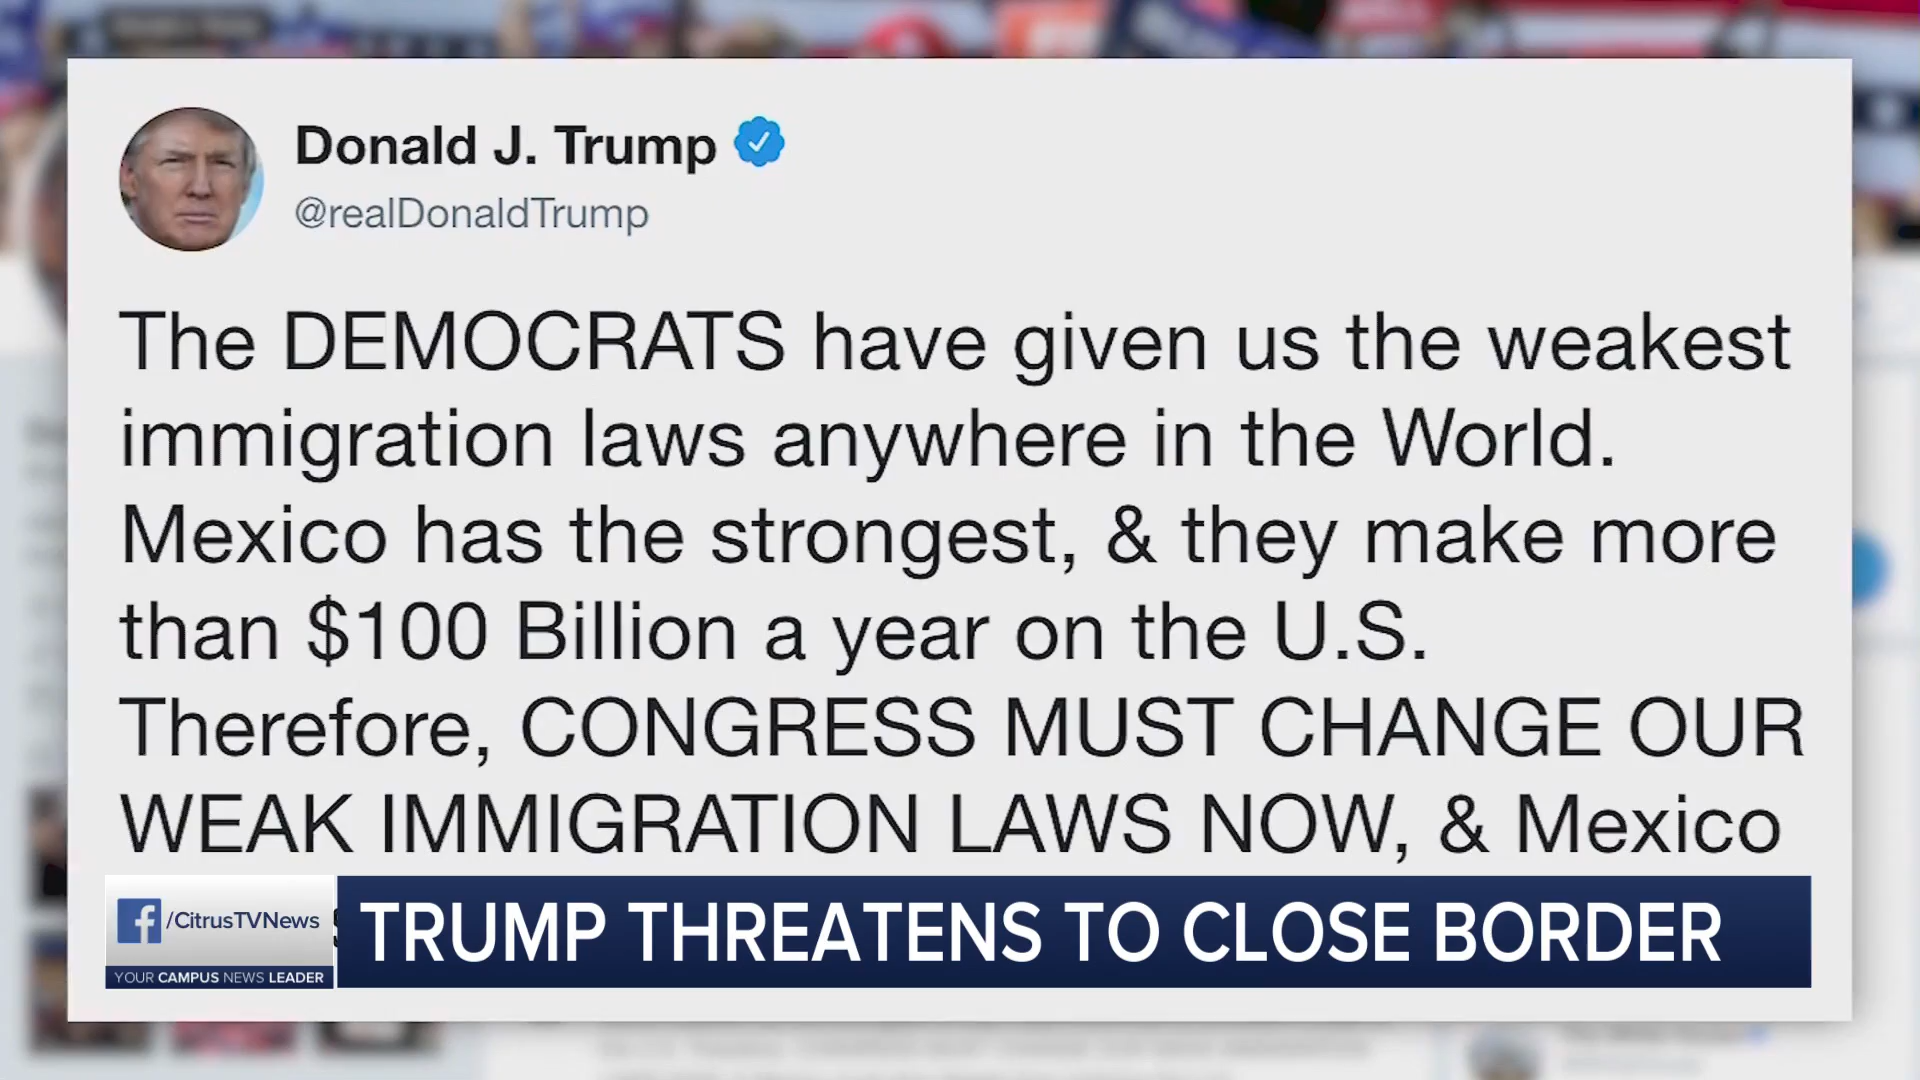 Donald J. Trump
@realDonaldTrump
The DEMOCRATS have given us the weakest
immigration laws anywhere in the World.
Mexico has the strongest, & they make more
than $100 Billion a year on the U.S.
Therefore, CONGRESS MUST CHANGE OUR
WEAK IMMIGRATION LAWS NOW, & Mexico
/CitrusTVNews
YOUR CAMPUS NEWS LEADER
TRUMP THREATENS TO CLOSE BORDER